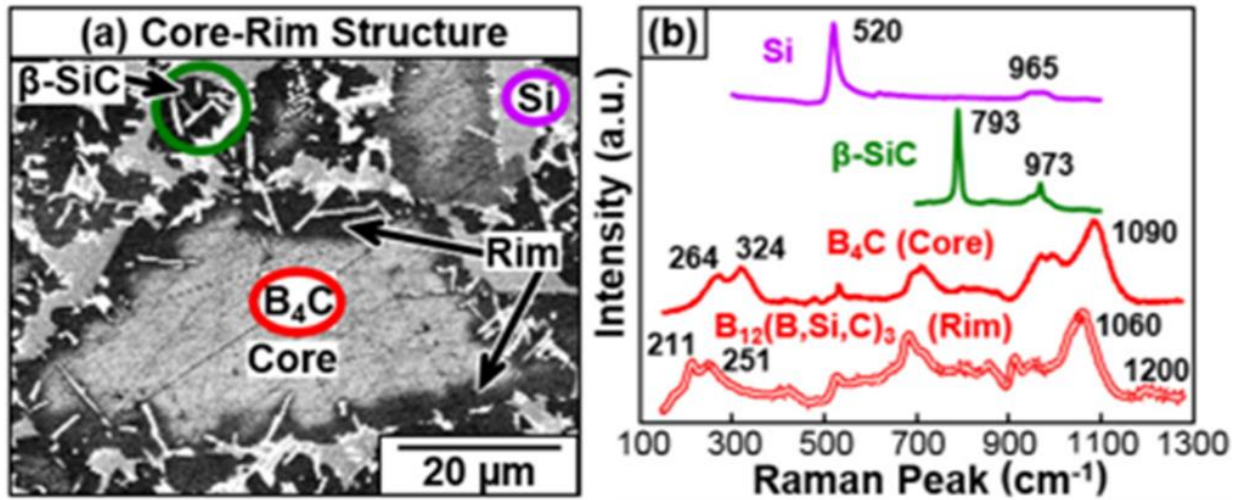 (a) Core-Rim Structure
β-SiC
Si
Rim
B₄C
Core
20 µm
(b)
Intensity (a.u.)
Si
520
965
β-SiC
793
973
B₄C (Core)
264
324
1090
B₁₂(B,Si,C)₃ (Rim)
211
251
1060
1200
100 300 500 700 900 1100 1300
Raman Peak (cm⁻¹)